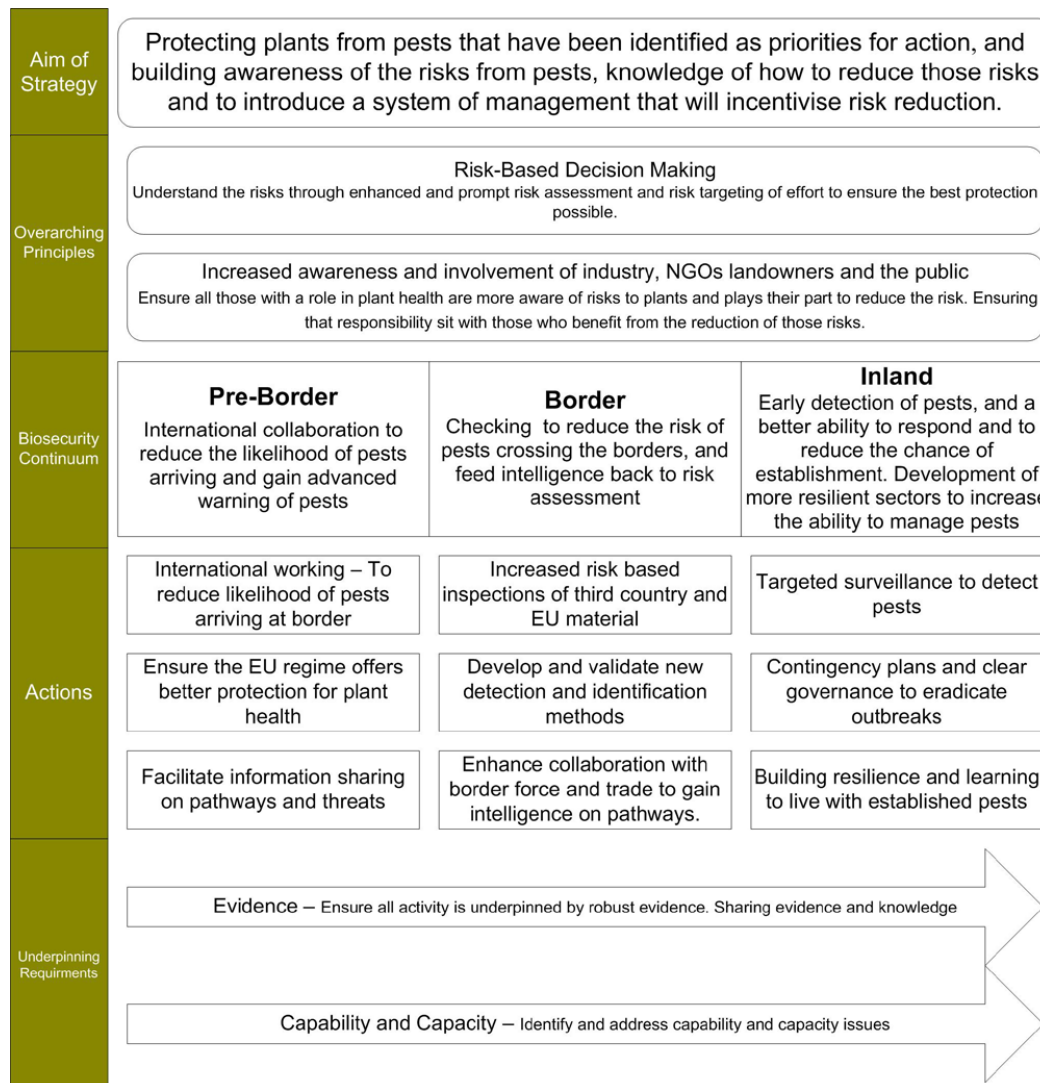 Aim of
Strategy
Protecting plants from pests that have been identified as priorities for action, and
building awareness of the risks from pests, knowledge of how to reduce those risks
and to introduce a system of management that will incentivise risk reduction.
Overarching
Principles
Risk-Based Decision Making
Understand the risks through enhanced and prompt risk assessment and risk targeting of effort to ensure the best protection
possible.
Increased awareness and involvement of industry, NGOs landowners and the public
Ensure all those with a role in plant health are more aware of risks to plants and plays their part to reduce the risk. Ensuring
that responsibility sit with those who benefit from the reduction of those risks.
Biosecurity
Continuum
Pre-Border
International collaboration to
reduce the likelihood of pests
arriving and gain advanced
warning of pests
Border
Checking to reduce the risk of
pests crossing the borders, and
feed intelligence back to risk
assessment
Inland
Early detection of pests, and a
better ability to respond and to
reduce the chance of
establishment. Development of
more resilient sectors to increase
the ability to manage pests
Actions
International working – To
reduce likelihood of pests
arriving at border
Increased risk based
inspections of third country and
EU material
Targeted surveillance to detect
pests
Ensure the EU regime offers
better protection for plant
health
Develop and validate new
detection and identification
methods
Contingency plans and clear
governance to eradicate
outbreaks
Facilitate information sharing
on pathways and threats
Enhance collaboration with
border force and trade to gain
intelligence on pathways.
Building resilience and learning
to live with established pests
Underpinning
Requirments
Evidence – Ensure all activity is underpinned by robust evidence. Sharing evidence and knowledge
Capability and Capacity – Identify and address capability and capacity issues